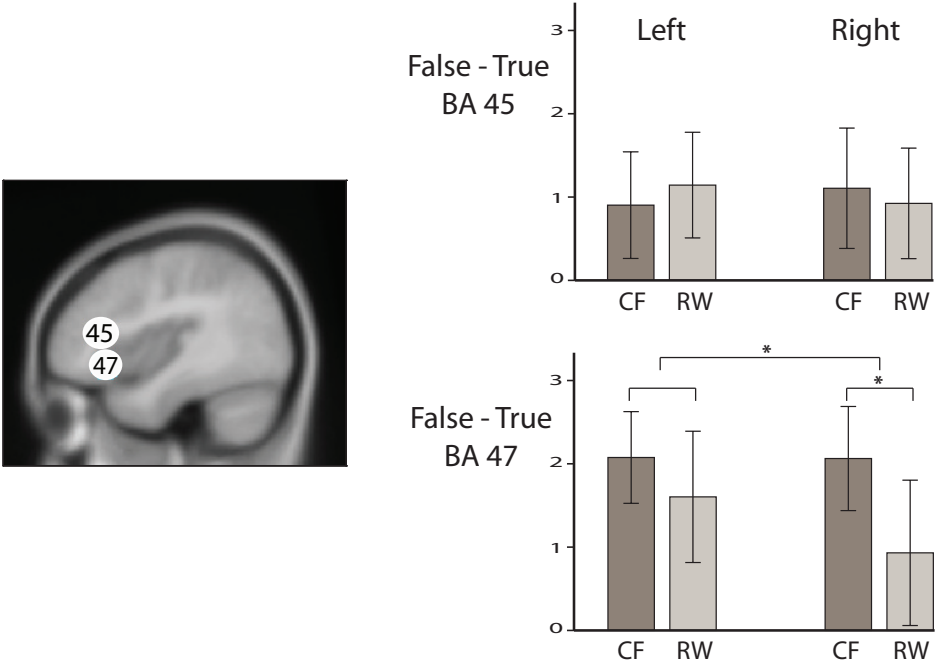 45
47
False - True
BA 45
3
2
1
0
Left
Right
CF
RW
CF
RW
False - True
BA 47
3
2
1
0
*
*
CF
RW
CF
RW